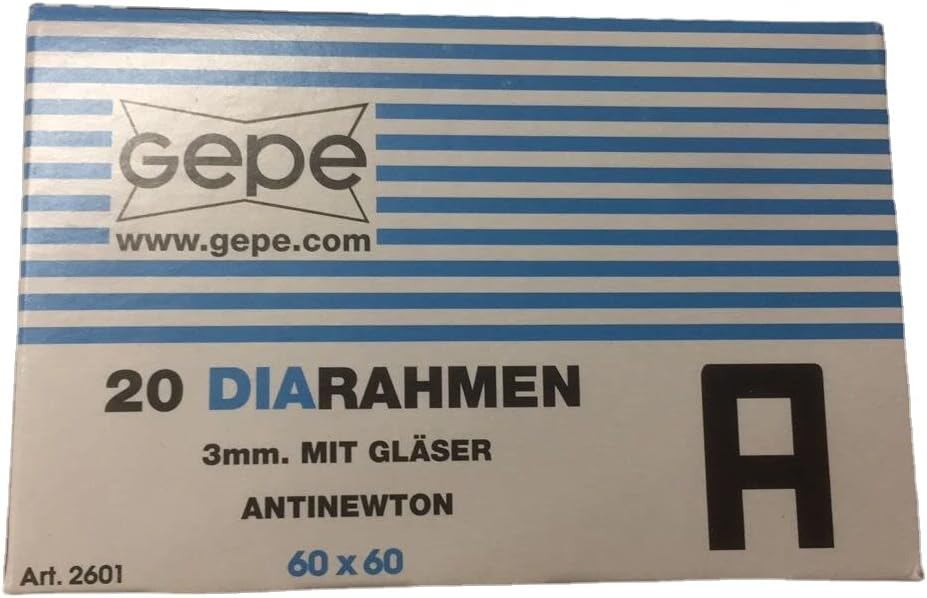 Gepe
www.gepe.com
20 DIARAHMEN
3mm. MIT GLÄSER
ANTINEWTON
60 x 60
A
Art. 2601